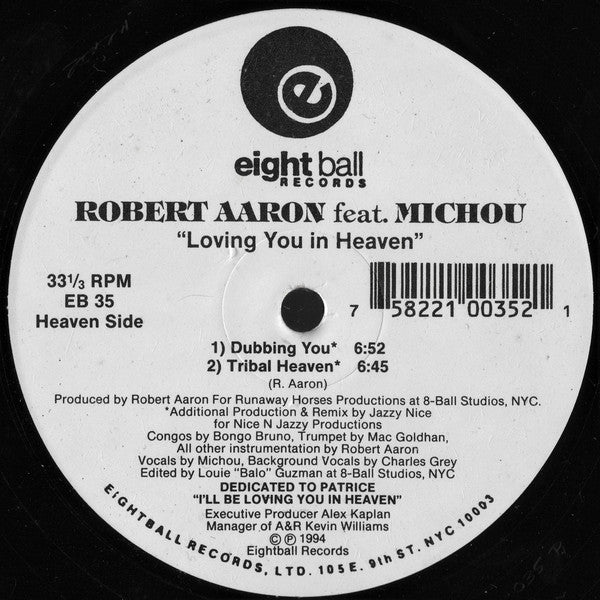 e
eightball
RECORDS
ROBERT AARON feat. MICHOU
“Loving You in Heaven”
33 1/3 RPM
EB 35
Heaven Side
7 58221 00352 1
1) Dubbing You* 6:52
2) Tribal Heaven* 6:45
(R. Aaron)
Produced by Robert Aaron For Runaway Horses Productions at 8-Ball Studios, NYC.
*Additional Production & Remix by Jazzy Nice
for Nice N Jazzy Productions
Congos by Bongo Bruno, Trumpet by Mac Goldhan,
All other instrumentation by Robert Aaron
Vocals by Michou, Background Vocals by Charles Grey
Edited by Louie "Balo" Guzman at 8-Ball Studios, NYC
DEDICATED TO PATRICE
“I'LL BE LOVING YOU IN HEAVEN”
Executive Producer Alex Kaplan
Manager of A&R Kevin Williams
© ℗ 1994
Eightball Records
EIGHTBALL RECORDS, LTD. 105 E. 9th ST. NYC 10003